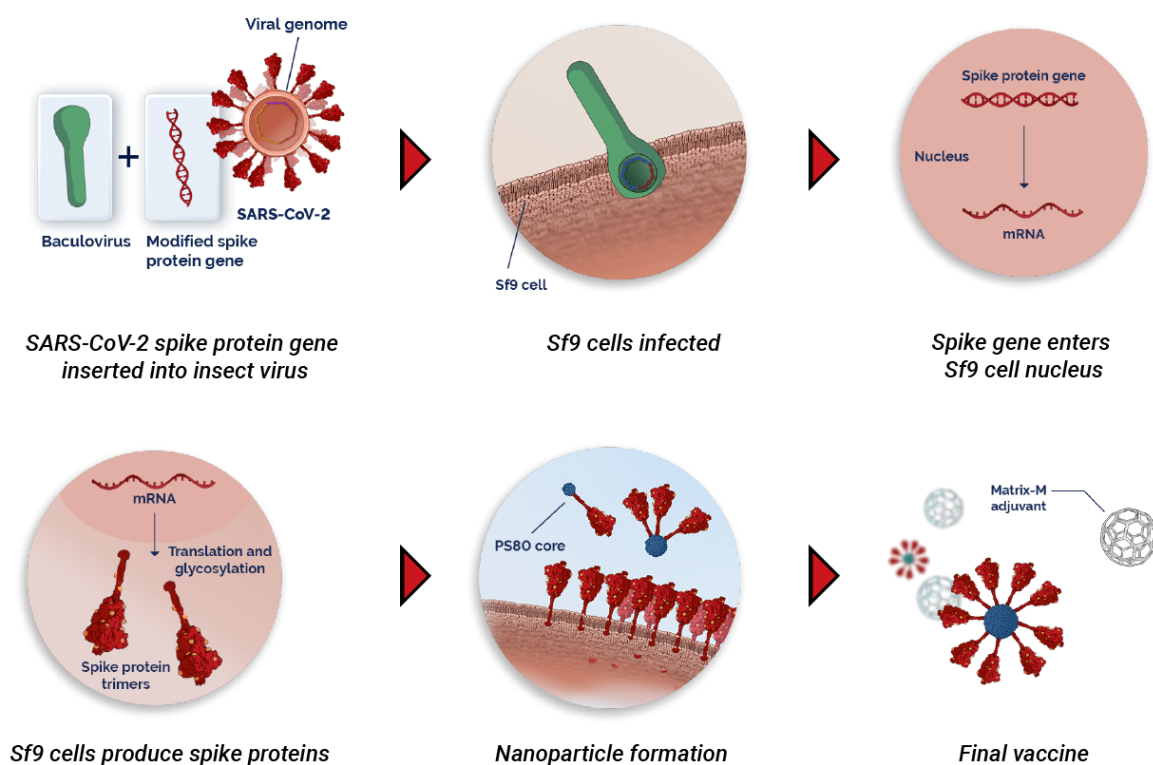 Viral genome
+
SARS-CoV-2
Baculovirus
Modified spike
protein gene
SARS-CoV-2 spike protein gene
inserted into insect virus
Sf9 cell
Sf9 cells infected
Spike protein gene
Nucleus
mRNA
Spike gene enters
Sf9 cell nucleus
mRNA
Translation and
glycosylation
Spike protein
trimers
Sf9 cells produce spike proteins
PS80 core
Nanoparticle formation
Matrix-M
adjuvant
Final vaccine